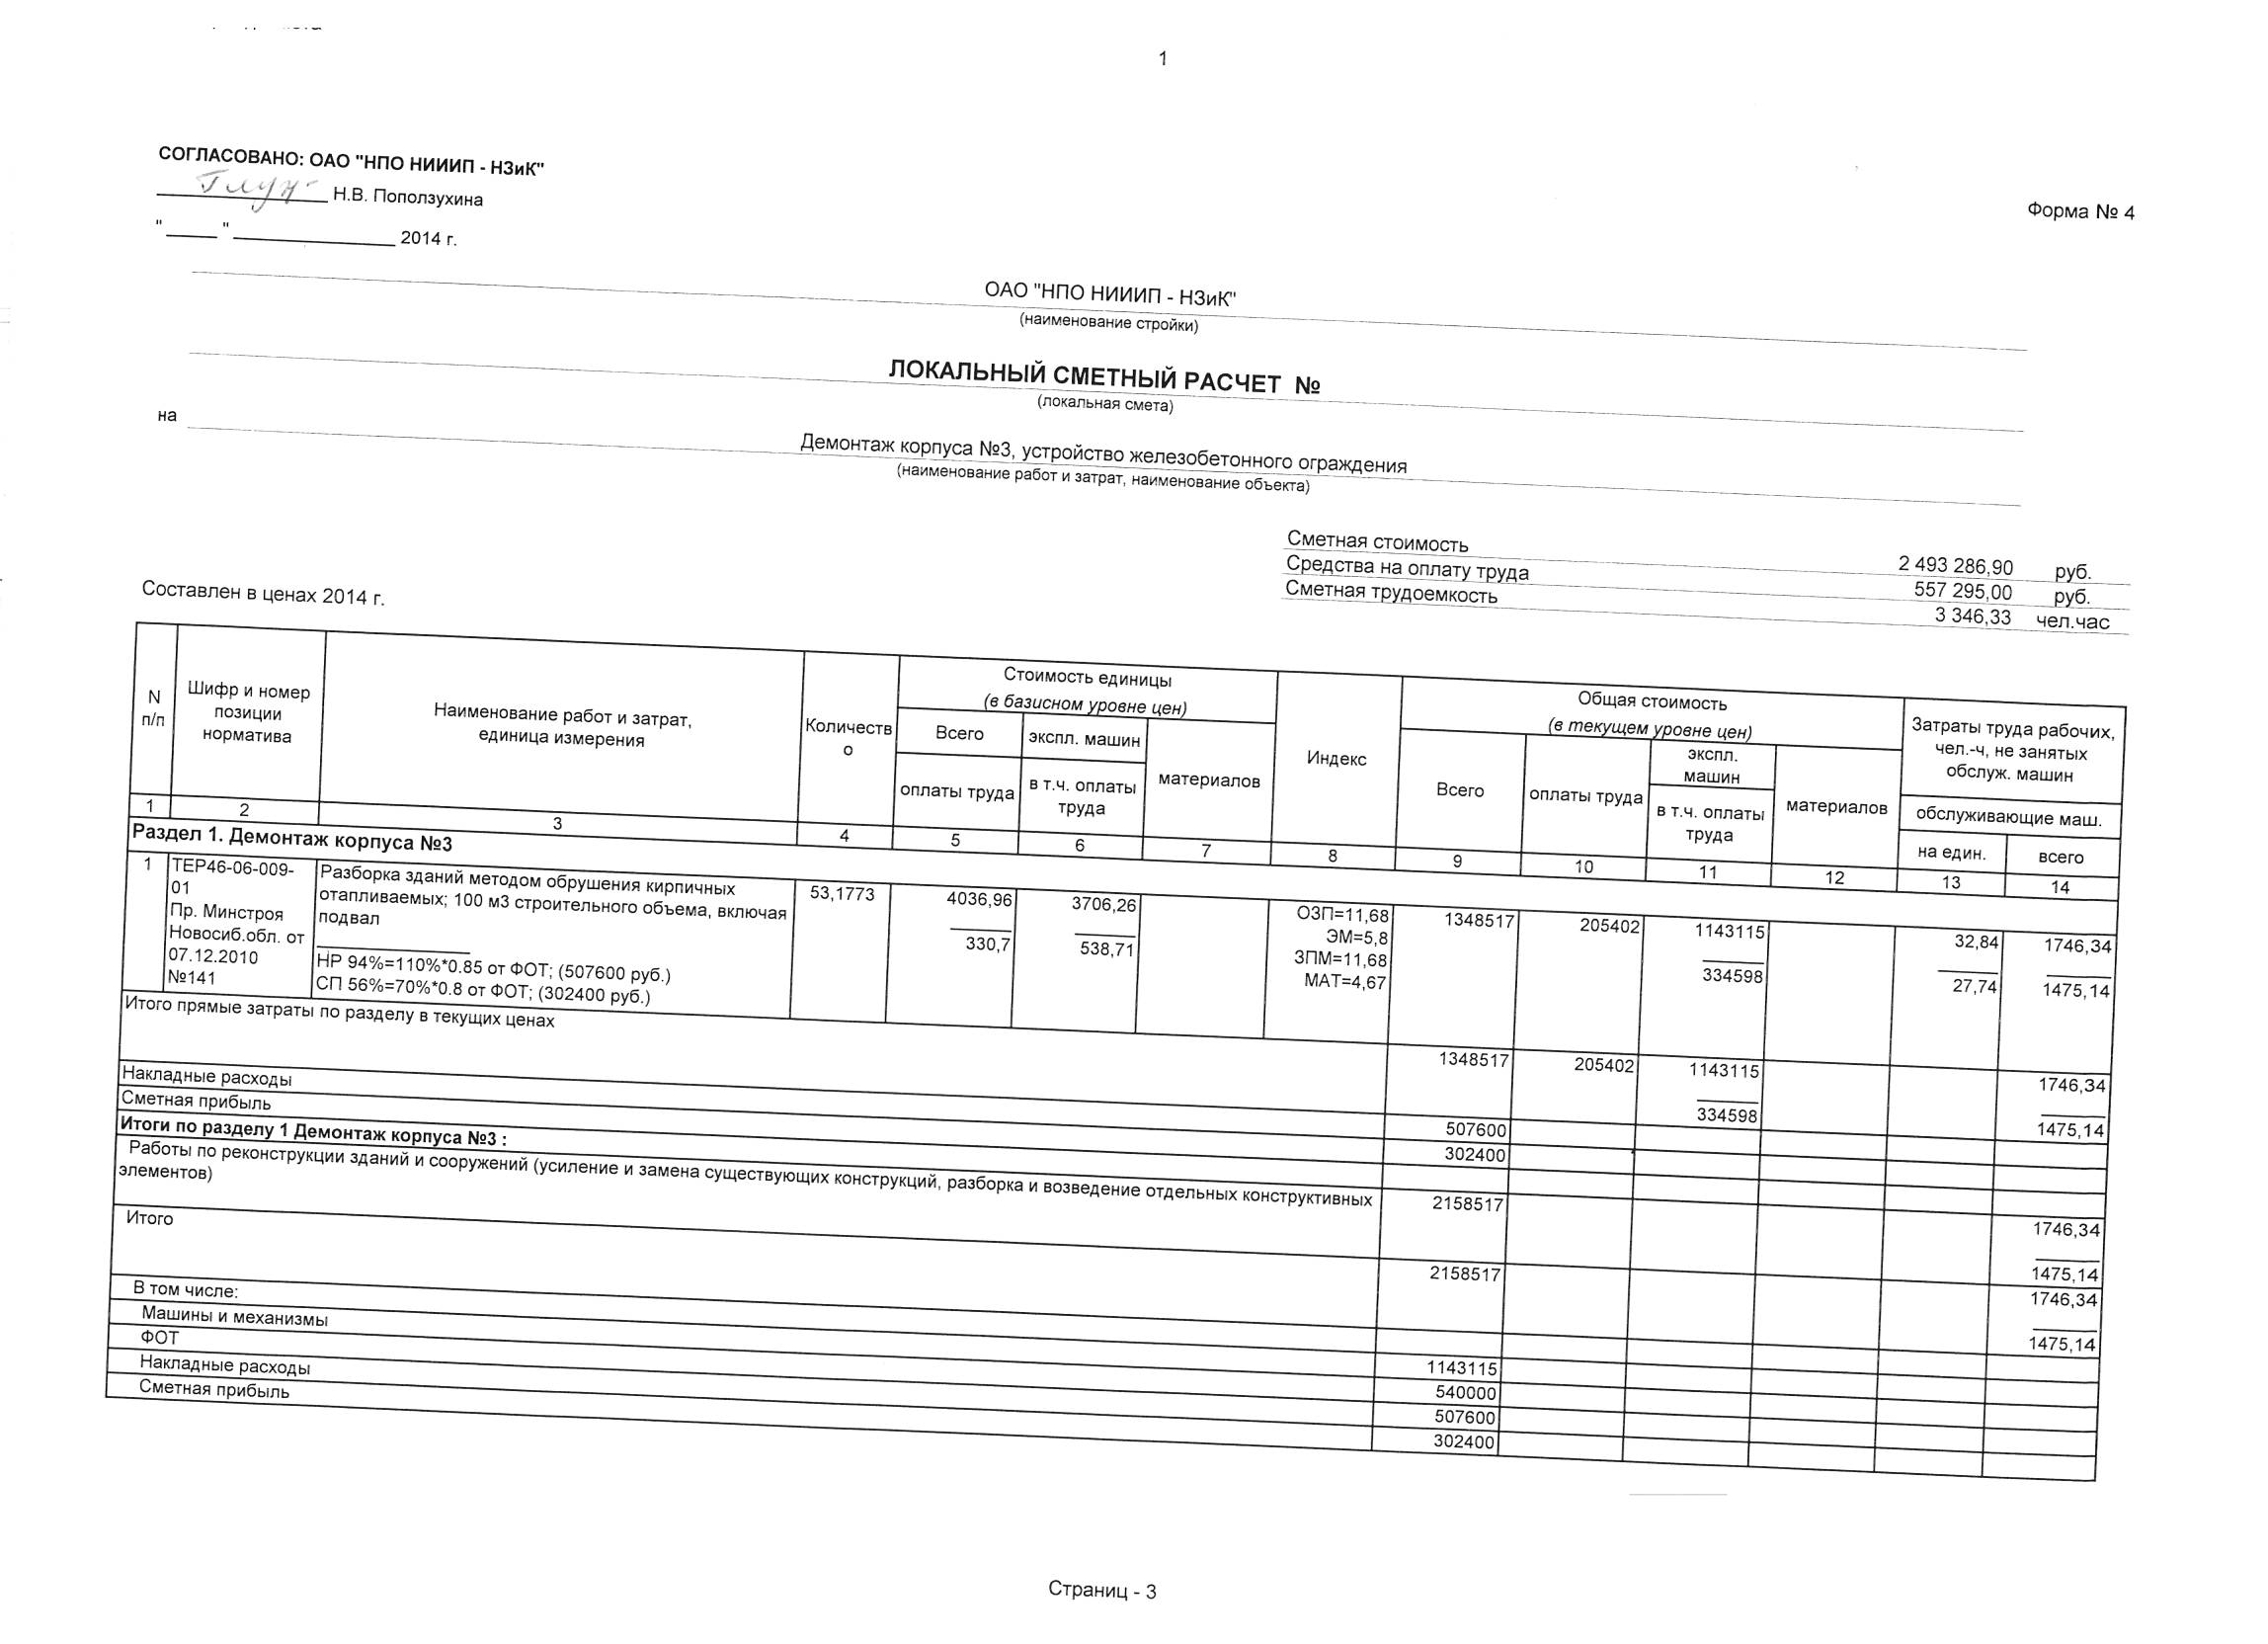 1
СОГЛАСОВАНО: ОАО "НПО НИИИП - НЗиК"
Н.В. Поползухина
" " 2014 г.
Форма № 4
ОАО "НПО НИИИП - НЗиК"
(наименование стройки)
ЛОКАЛЬНЫЙ СМЕТНЫЙ РАСЧЕТ №
(локальная смета)
на
Демонтаж корпуса №3, устройство железобетонного ограждения
(наименование работ и затрат, наименование объекта)
Сметная стоимость 2 493 286,90 руб.
Средства на оплату труда 557 295,00 руб.
Сметная трудоемкость 3 346,33 чел.час
Составлен в ценах 2014 г.
N п/п
Шифр и номер
позиции
норматива
Наименование работ и затрат,
единица измерения
Количеств
о
Стоимость единицы
(в базисном уровне цен)
Всего
оплаты труда
экспл. машин
в т.ч. оплаты
труда
материалов
Индекс
Общая стоимость
(в текущем уровне цен)
Всего
оплаты труда
экспл.
машин
в т.ч. оплаты
труда
материалов
Затраты труда рабочих,
чел.-ч, не занятых
обслуж. машин
обслуживающие маш.
на един.
всего
1 2 3 4 5 6 7 8 9 10 11 12 13 14
Раздел 1. Демонтаж корпуса №3
1
ТЕР46-06-009-
01
Пр. Минстроя
Новосиб.обл. от
07.12.2010
№141
Разборка зданий методом обрушения кирпичных
отапливаемых; 100 м3 строительного объема, включая
подвал
НР 94%=110%*0.85 от ФОТ; (507600 руб.)
СП 56%=70%*0.8 от ФОТ; (302400 руб.)
53,1773
4036,96
330,7
3706,26
538,71
ОЗП=11,68
ЭМ=5,8
ЗПМ=11,68
МАТ=4,67
1348517
205402
1143115
334598
32,84
27,74
1746,34
1475,14
Итого прямые затраты по разделу в текущих ценах
1348517
205402
1143115
334598
1746,34
1475,14
Накладные расходы 507600
Сметная прибыль 302400
Итоги по разделу 1 Демонтаж корпуса №3 :
Работы по реконструкции зданий и сооружений (усиление и замена существующих конструкций, разборка и возведение отдельных конструктивных
элементов)
2158517
1746,34
1475,14
Итого
2158517
1746,34
1475,14
В том числе:
Машины и механизмы 1143115
ФОТ 540000
Накладные расходы 507600
Сметная прибыль 302400
Страниц - 3